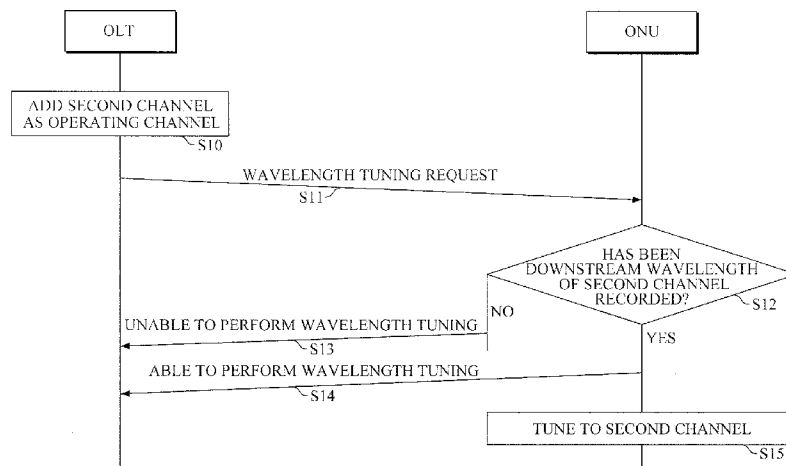 OLT
ONU
ADD SECOND CHANNEL
AS OPERATING CHANNEL
S10
WAVELENGTH TUNING REQUEST
S11
HAS BEEN
DOWNSTREAM WAVELENGTH
OF SECOND CHANNEL
RECORDED?
S12
NO
UNABLE TO PERFORM WAVELENGTH TUNING
S13
YES
ABLE TO PERFORM WAVELENGTH TUNING
S14
TUNE TO SECOND CHANNEL
S15